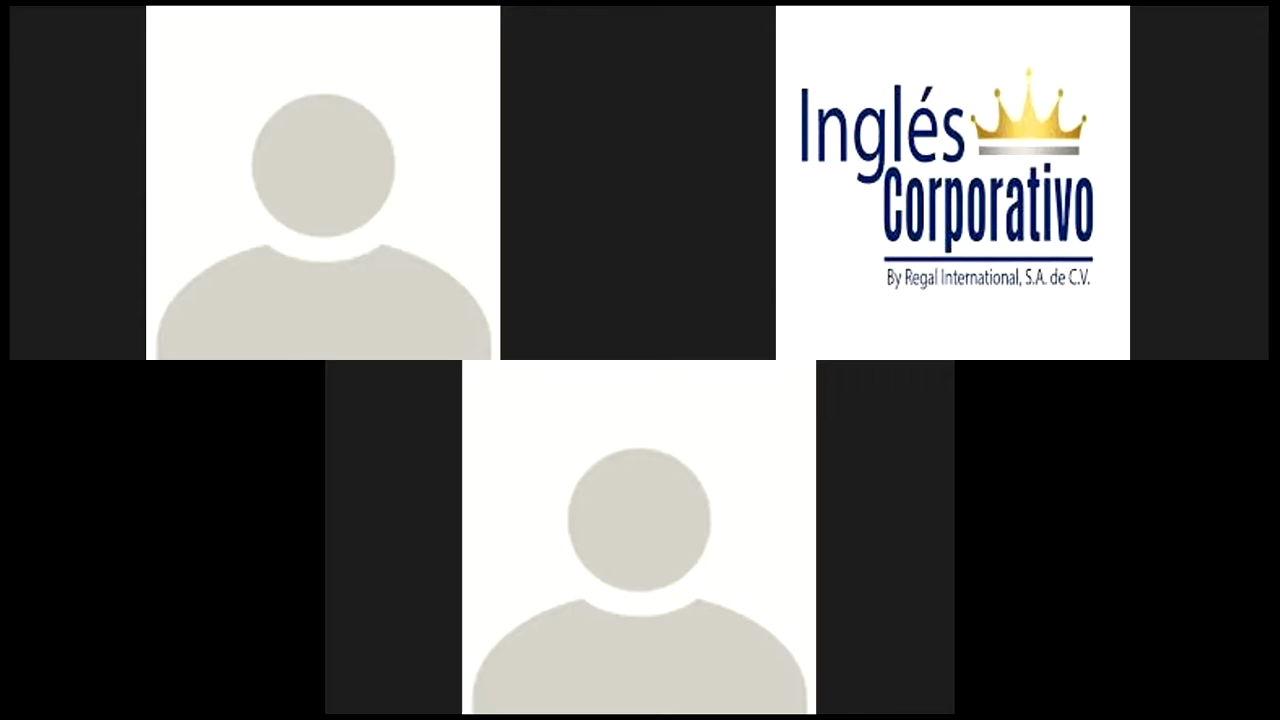 Inglés
Corporativo
By Regal International, S.A. de C.V.